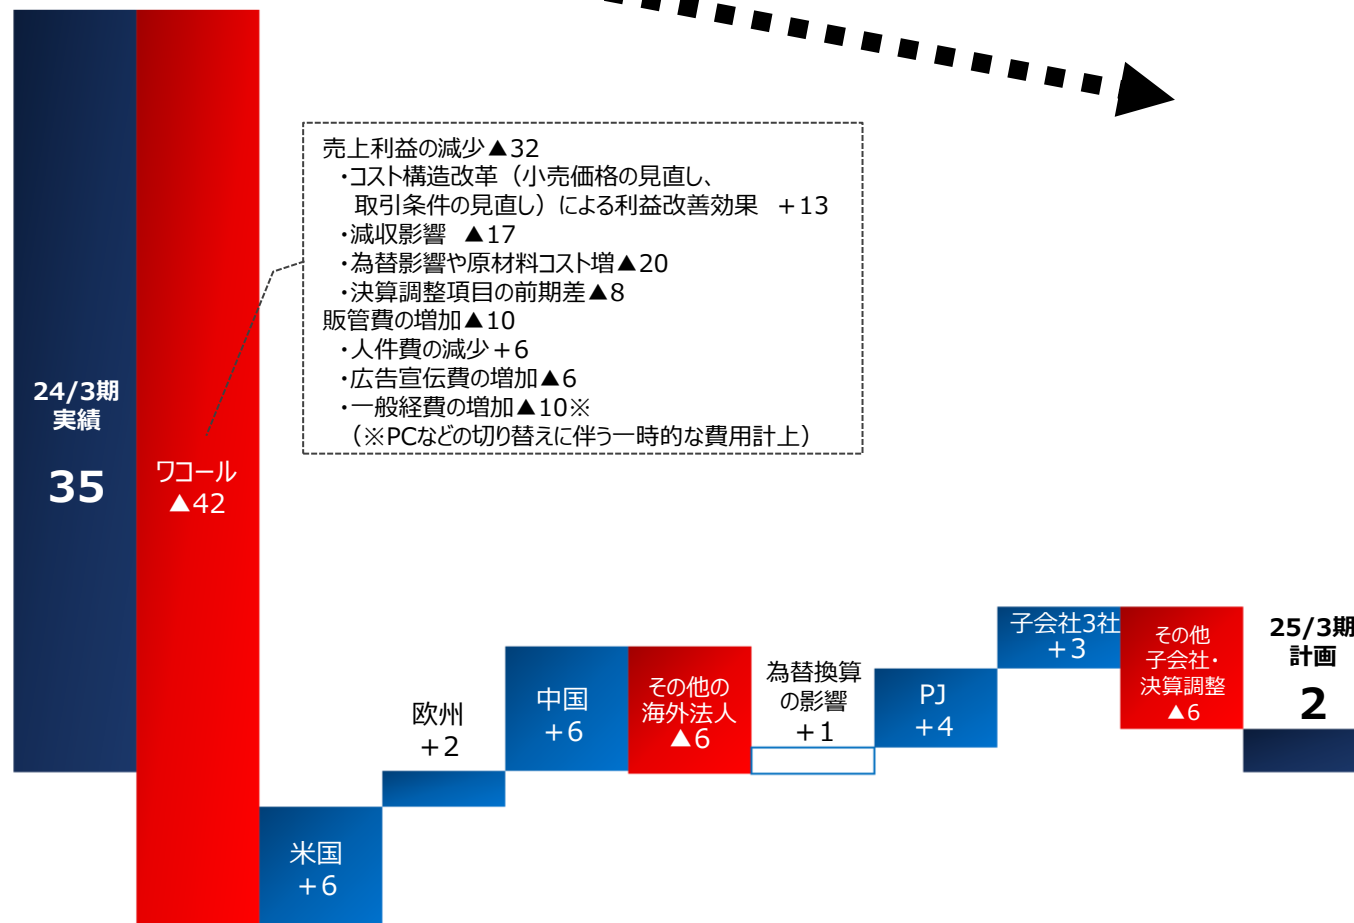 24/3期
実績
35
ワコール
▲42
売上利益の減少▲32
・コスト構造改革（小売価格の見直し、
取引条件の見直し）による利益改善効果 +13
・減収影響 ▲17
・為替影響や原材料コスト増▲20
・決算調整項目の前期差▲8
販管費の増加▲10
・人件費の減少+6
・広告宣伝費の増加▲6
・一般経費の増加▲10※
（※PCなどの切り替えに伴う一時的な費用計上）
米国
+6
欧州
+2
中国
+6
その他の
海外法人
▲6
為替換算
の影響
+1
PJ
+4
子会社3社
+3
その他
子会社・
決算調整
▲6
25/3期
計画
2